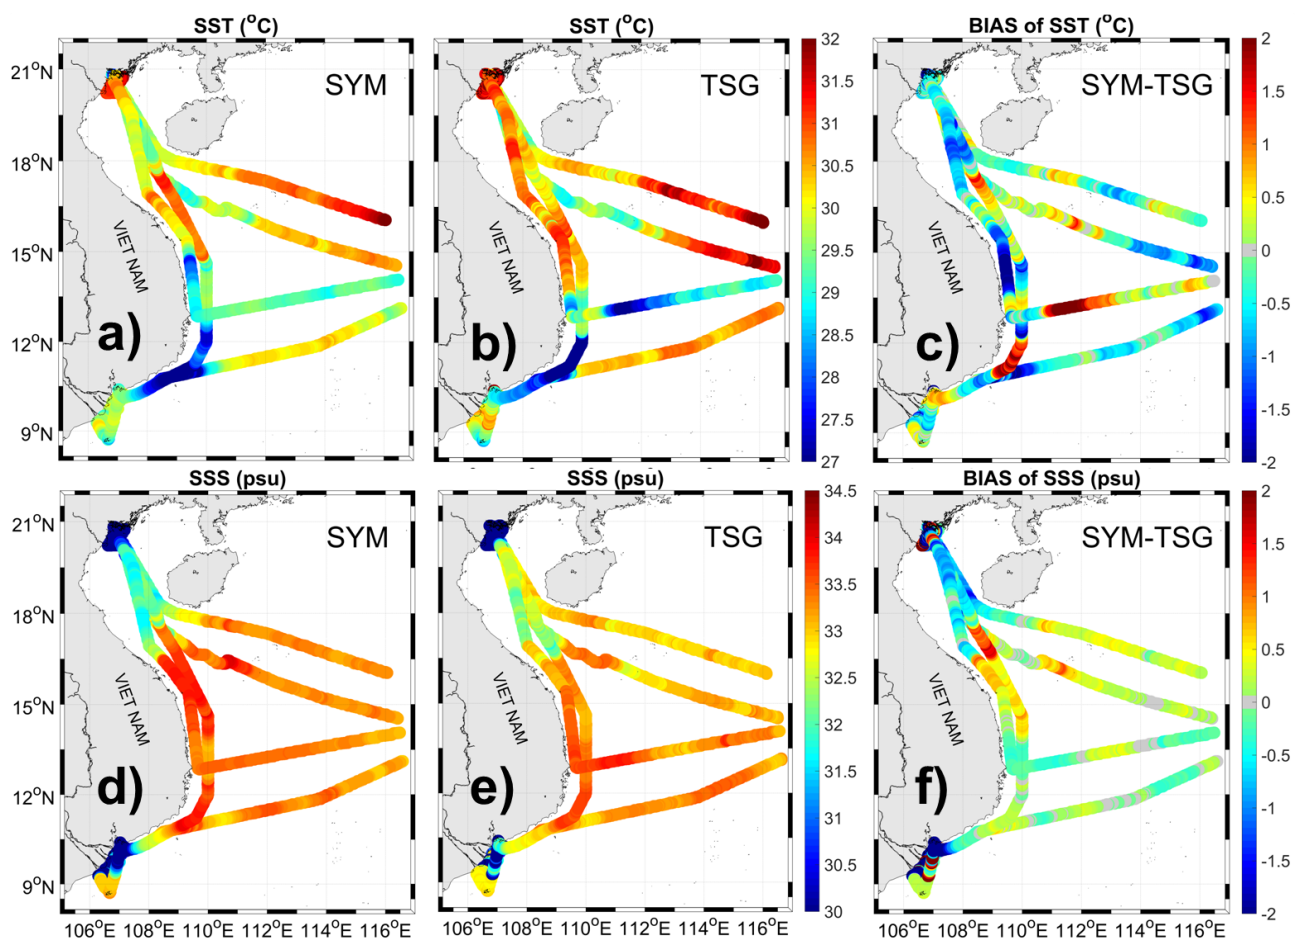 SST (°C)
SST (°C)
BIAS of SST (°C)
21°N
18°N
15°N
12°N
9°N
SYM
VIET NAM
a)
TSG
VIET NAM
b)
32
31.5
31
30.5
30
29.5
29
28.5
28
27.5
27
SYM-TSG
VIET NAM
c)
2
1.5
1
0.5
0
-0.5
-1
-1.5
-2
SSS (psu)
SSS (psu)
BIAS of SSS (psu)
21°N
18°N
15°N
12°N
9°N
SYM
VIET NAM
d)
106°E 108°E 110°E 112°E 114°E 116°E
TSG
VIET NAM
e)
106°E 108°E 110°E 112°E 114°E 116°E
34.5
34
33.5
33
32.5
32
31.5
31
30.5
30
SYM-TSG
VIET NAM
f)
106°E 108°E 110°E 112°E 114°E 116°E
2
1.5
1
0.5
0
-0.5
-1
-1.5
-2